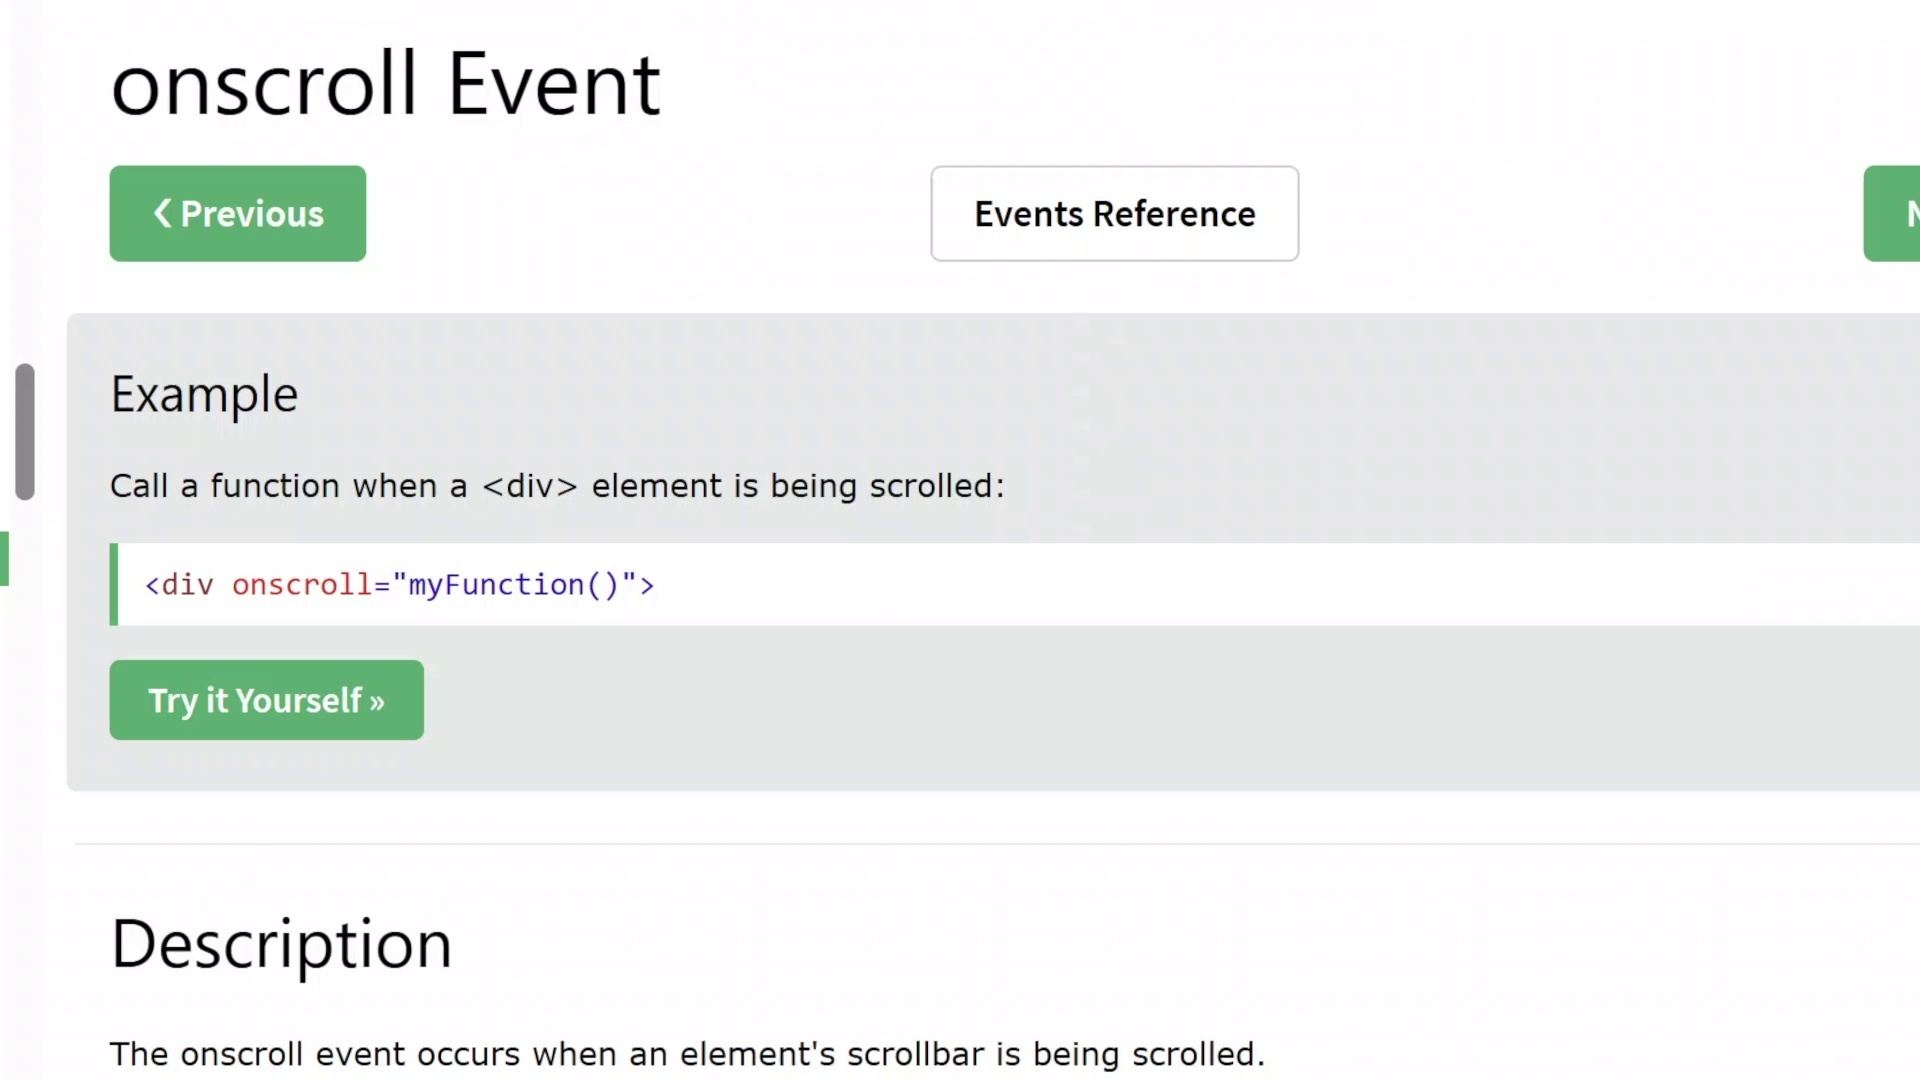 onscroll Event
❮ Previous
Events Reference
Example
Call a function when a <div> element is being scrolled:
<div onscroll="myFunction()">
Try it Yourself »
Description
The onscroll event occurs when an element's scrollbar is being scrolled.